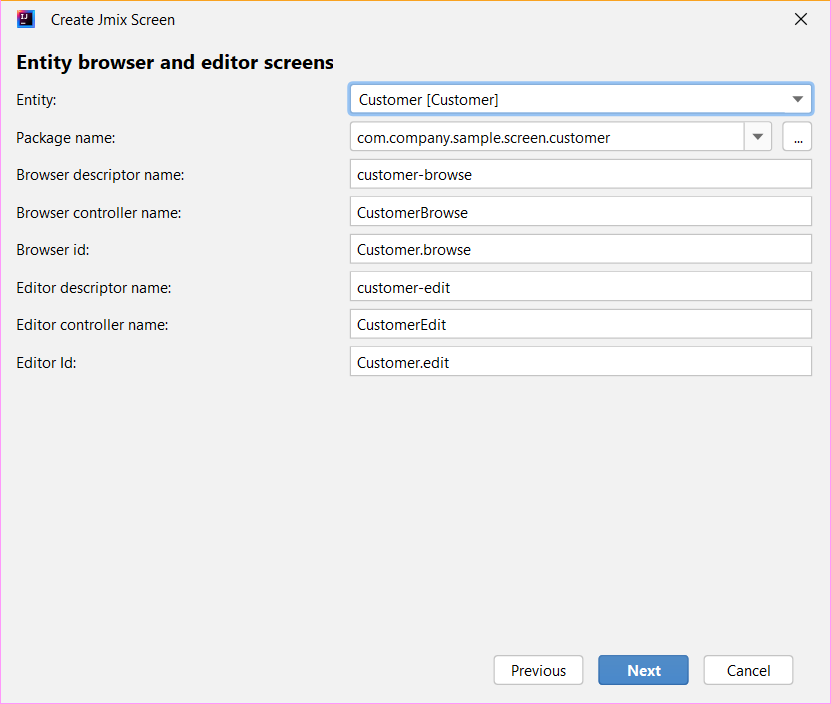 Create Jmix Screen
Entity browser and editor screens
Entity: Customer [Customer]
Package name: com.company.sample.screen.customer ...
Browser descriptor name: customer-browse
Browser controller name: CustomerBrowse
Browser id: Customer.browse
Editor descriptor name: customer-edit
Editor controller name: CustomerEdit
Editor Id: Customer.edit
Previous Next Cancel